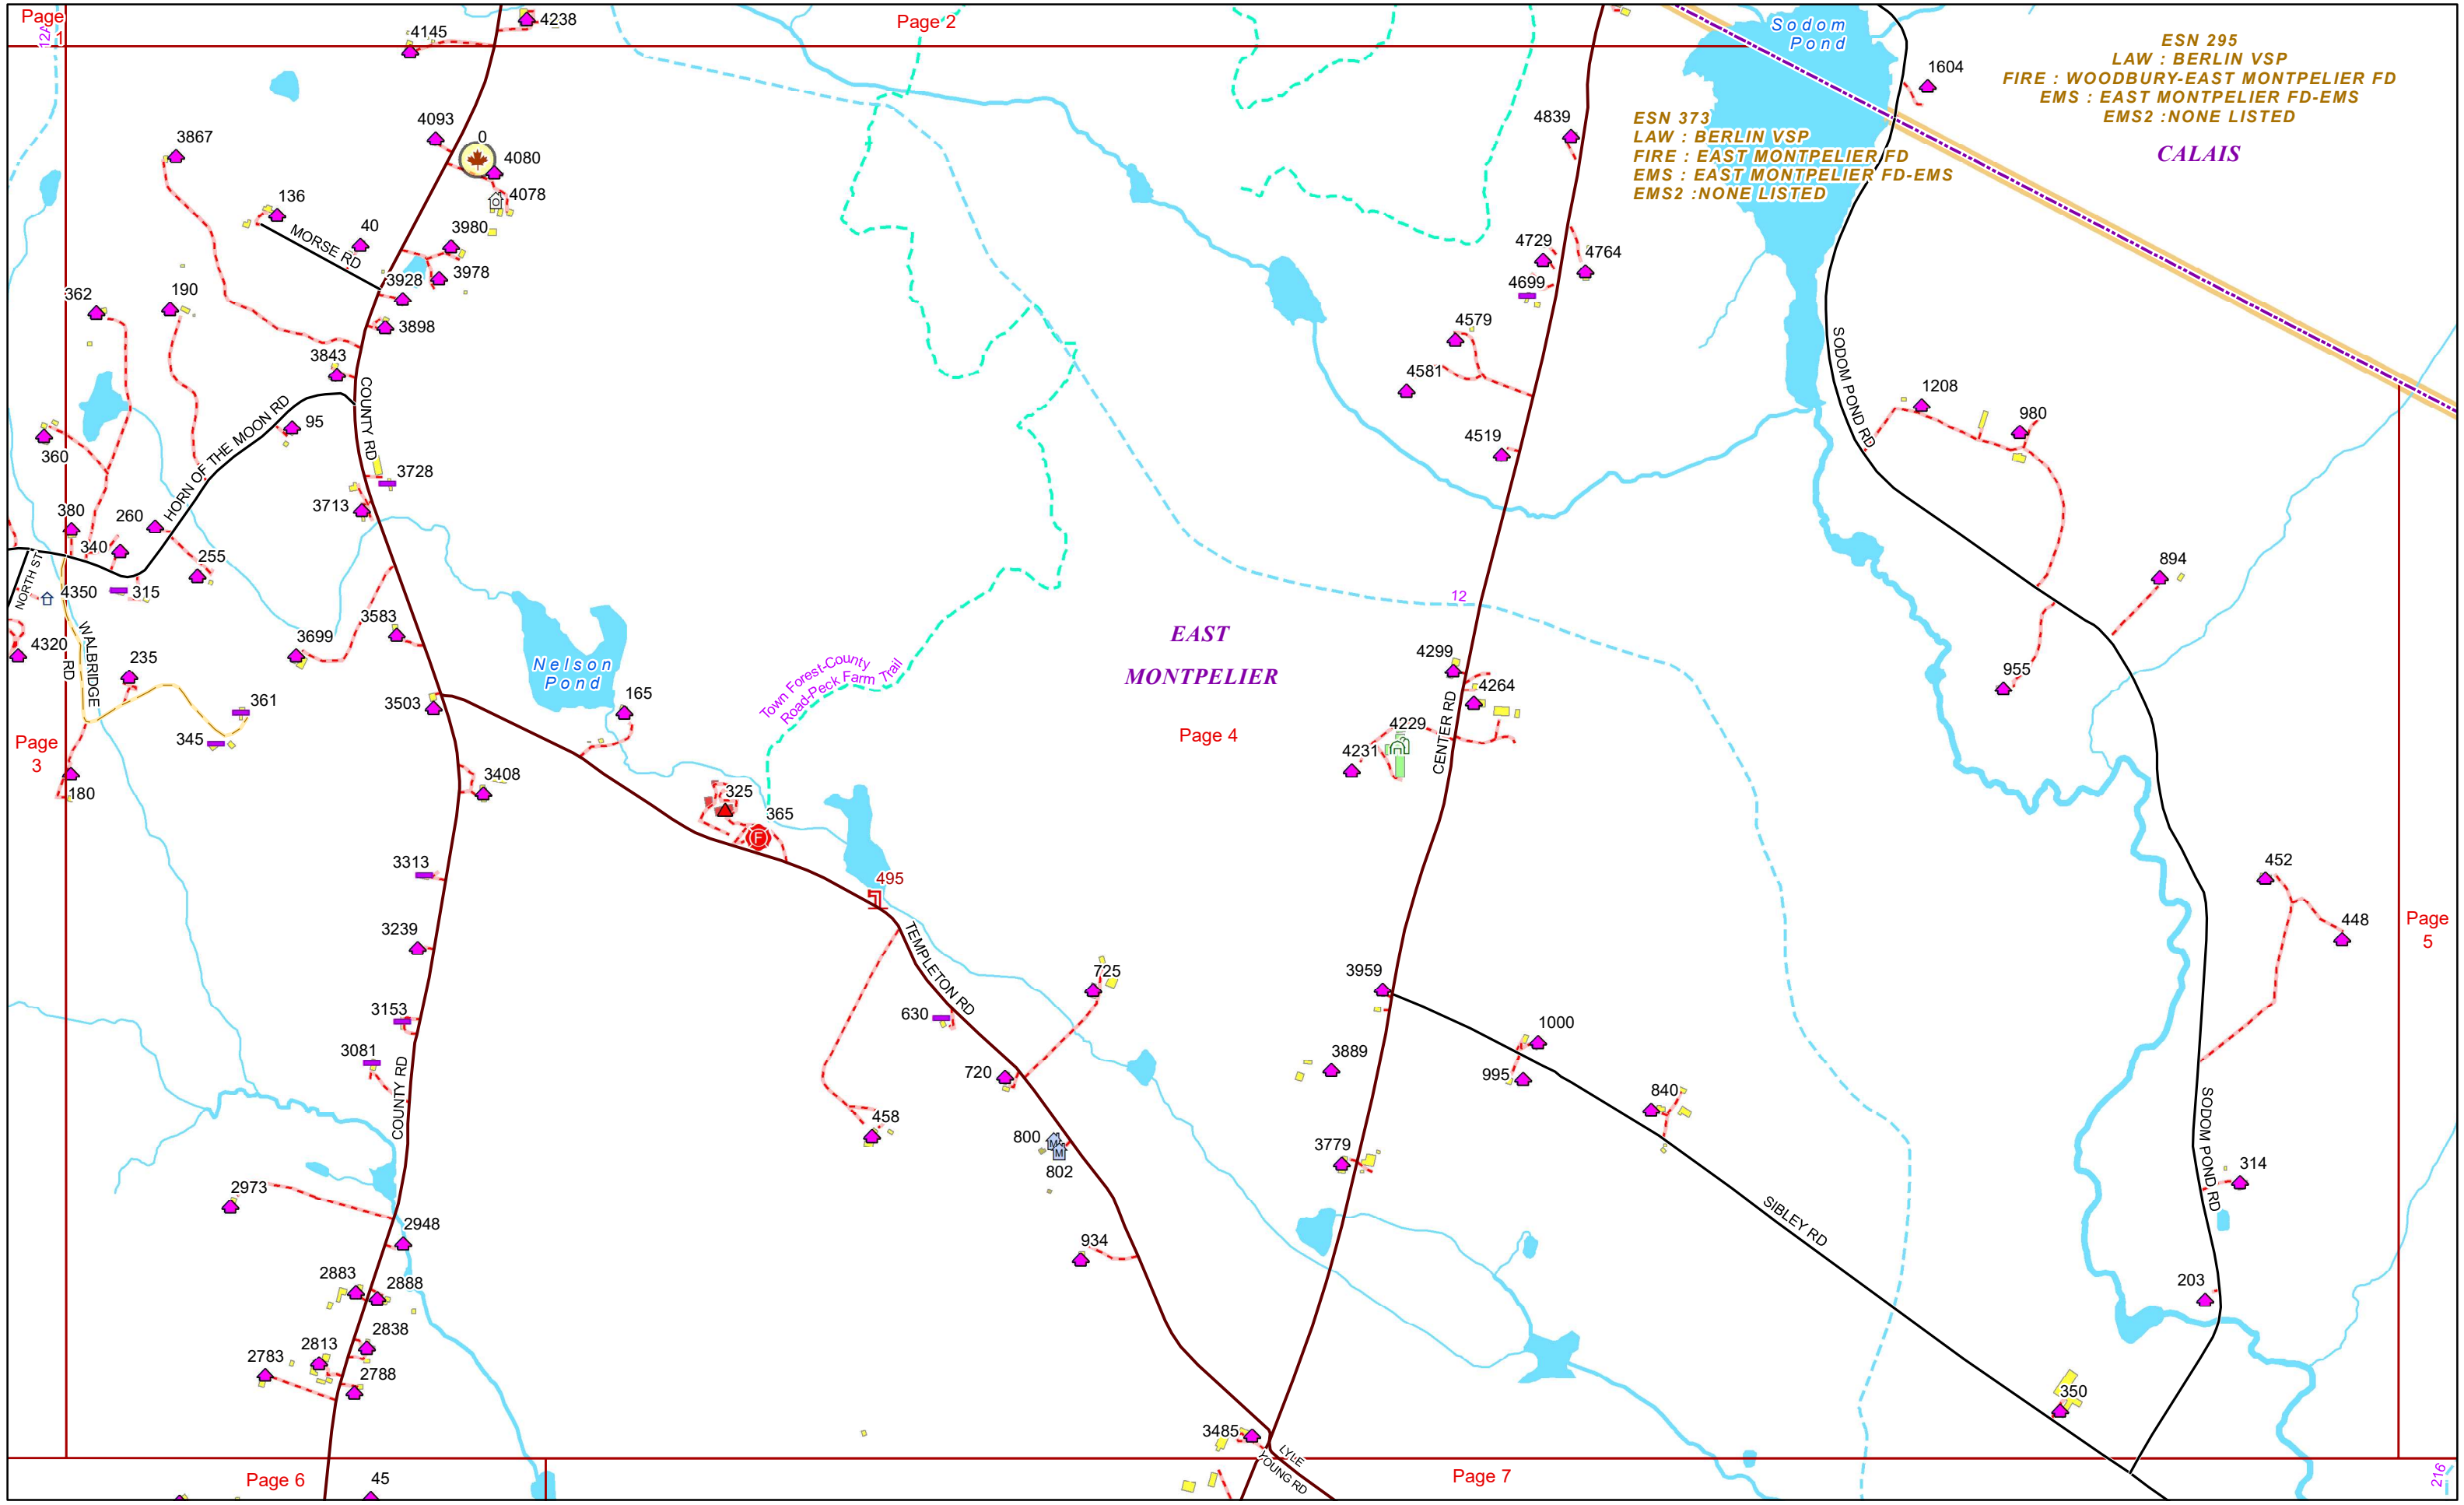 Page
1
12A
Page 2
4238
4145
Sodom
Pond
ESN 295
LAW : BERLIN VSP
FIRE : WOODBURY-EAST MONTPELIER FD
EMS : EAST MONTPELIER FD-EMS
EMS2 :NONE LISTED
CALAIS
1604
ESN 373
LAW : BERLIN VSP
FIRE : EAST MONTPELIER FD
EMS : EAST MONTPELIER FD-EMS
EMS2 :NONE LISTED
4839
4093
0
3867
4080
4078
136
MORSE RD
40
3980
3978
3928
3898
4729
4764
4699
362
190
4579
4581
SODOM POND RD
3843
COUNTY RD
HORN OF THE MOON RD
95
1208
980
4519
360
3728
3713
380
260
340
255
894
NORTH ST
4350
315
12
3583
3699
EAST
MONTPELIER
4320
WALBRIDGE
RD
235
Nelson
Pond
Town Forest-County
Road-Peck Farm Trail
4299
4264
955
3503
165
361
345
Page 4
4229
4231
CENTER RD
Page
3
180
3408
325
365
3313
495
452
448
Page
5
3239
TEMPLETON RD
725
3959
3153
630
1000
3081
COUNTY RD
720
3889
995
840
458
800
802
3779
SODOM POND RD
314
2973
2948
SIBLEY RD
934
2883
2888
203
2838
2813
2783
2788
350
3485
LYLE
YOUNG RD
Page 6
45
Page 7
216